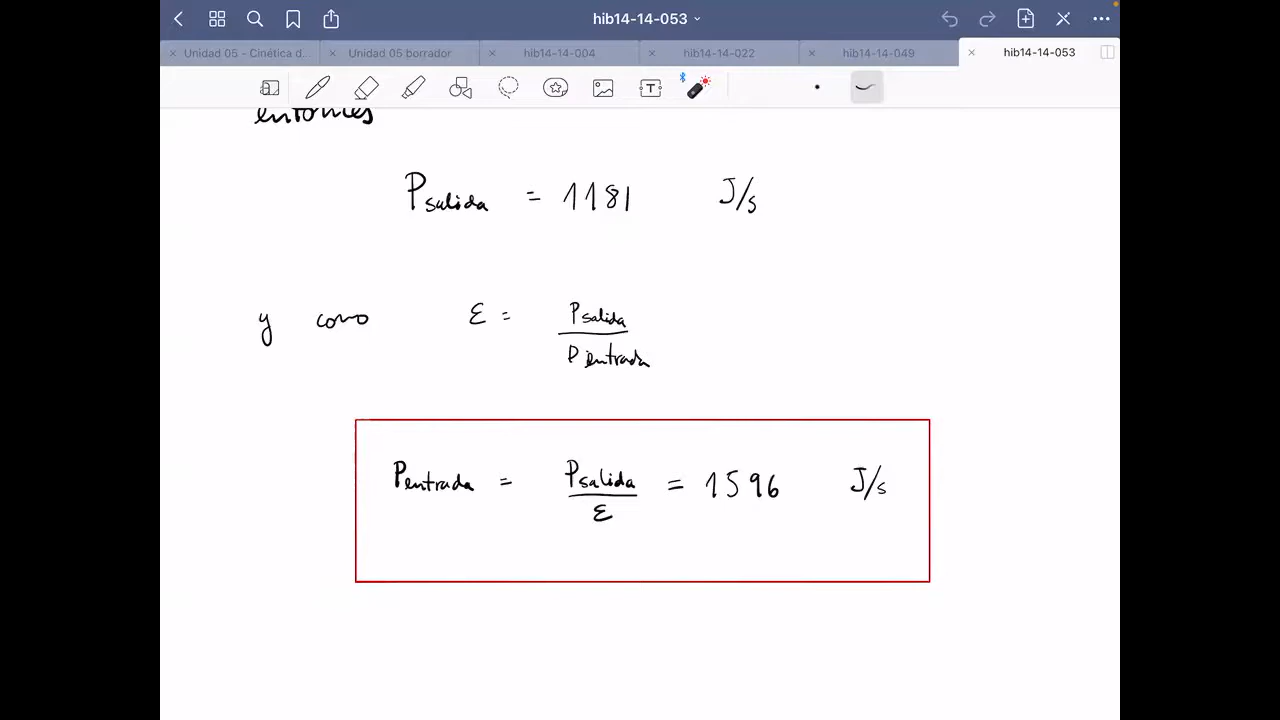 hib14-14-053
Unidad 05 - Cinética d...
Unidad 05 borrador
hib14-14-004
hib14-14-022
hib14-14-049
hib14-14-053
entonces
Psalida = 1181 J/s
y como ε = Psalida / Pentrada
Pentrada = Psalida / ε = 1596 J/s